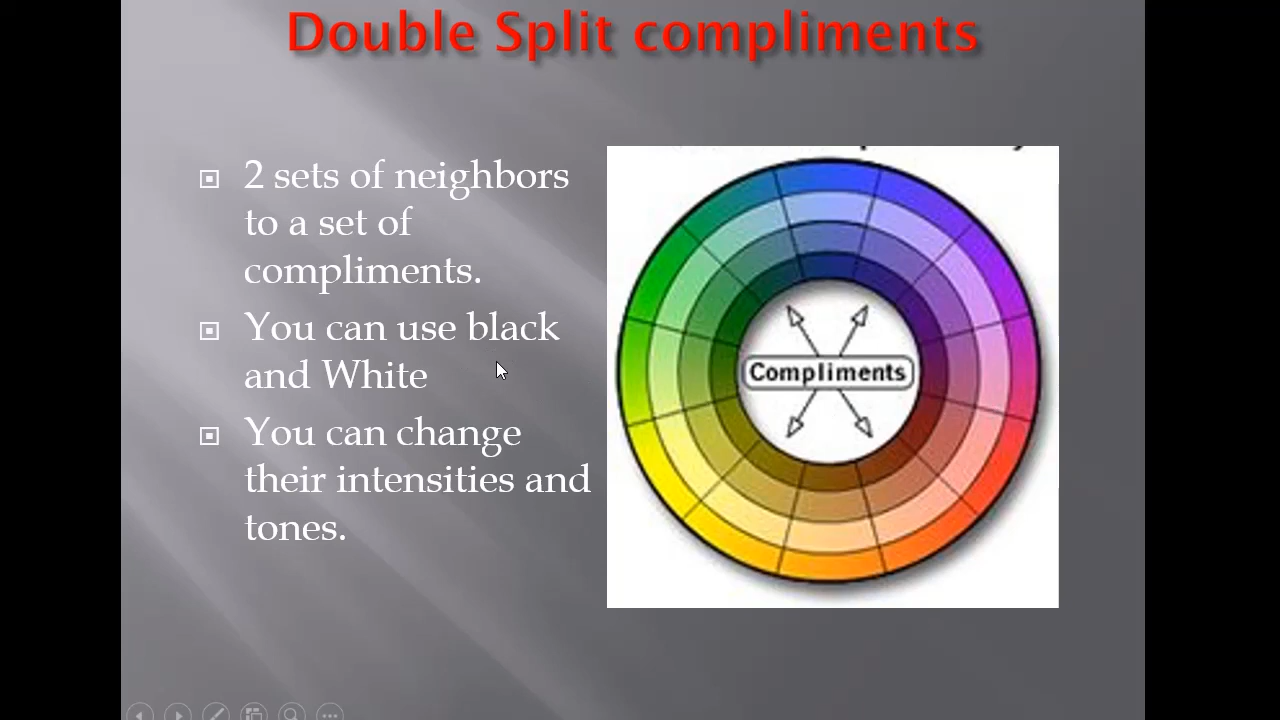 Double Split compliments
2 sets of neighbors
to a set of
compliments.
You can use black
and White
You can change
their intensities and
tones.
Compliments